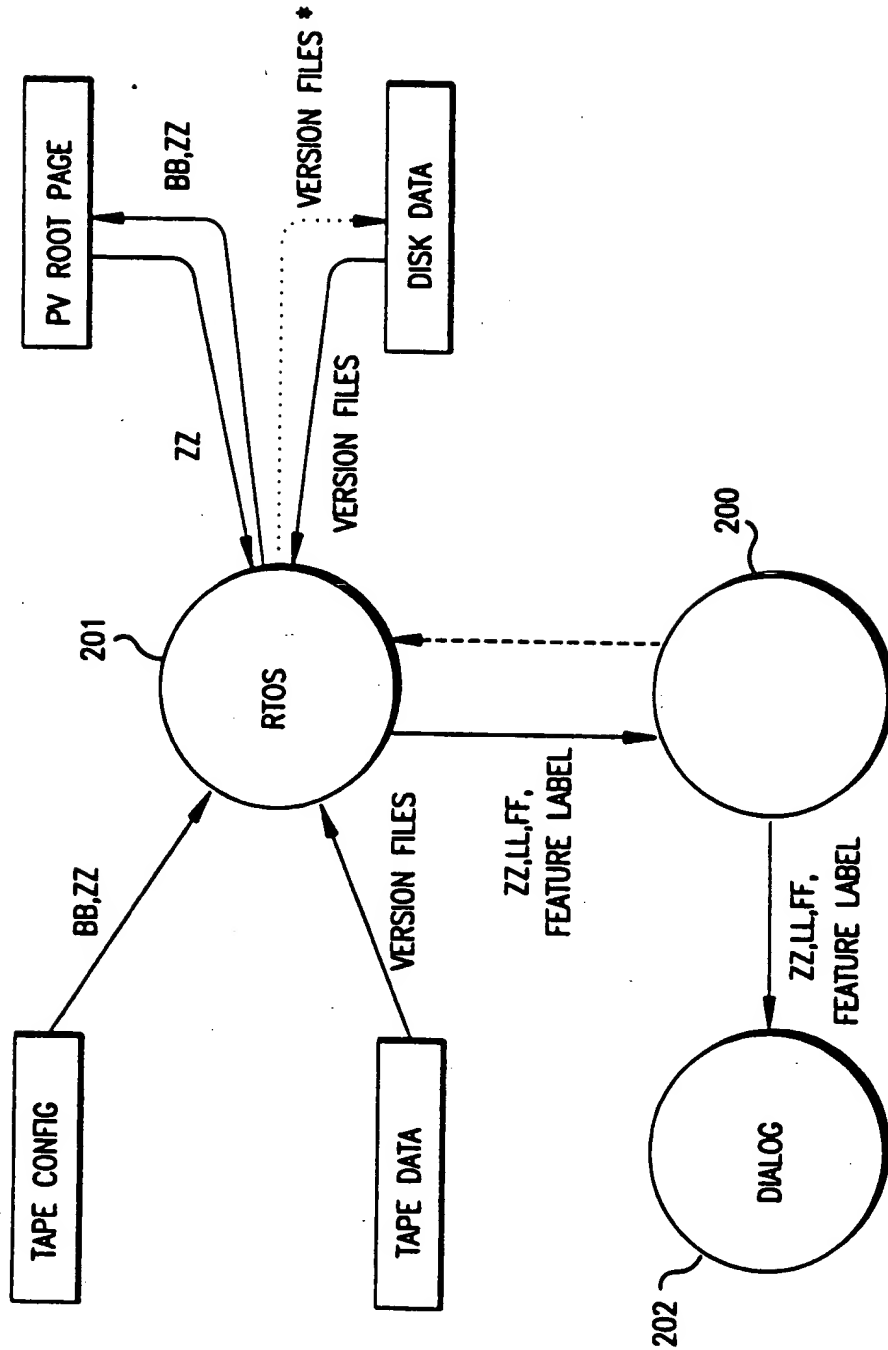 TAPE CONFIG
BB,ZZ
201
RTOS
ZZ
PV ROOT PAGE
BB,ZZ
TAPE DATA
VERSION FILES
VERSION FILES
VERSION FILES *
DISK DATA
ZZ,LL,FF,
FEATURE LABEL
200
202
DIALOG
ZZ,LL,FF,
FEATURE LABEL